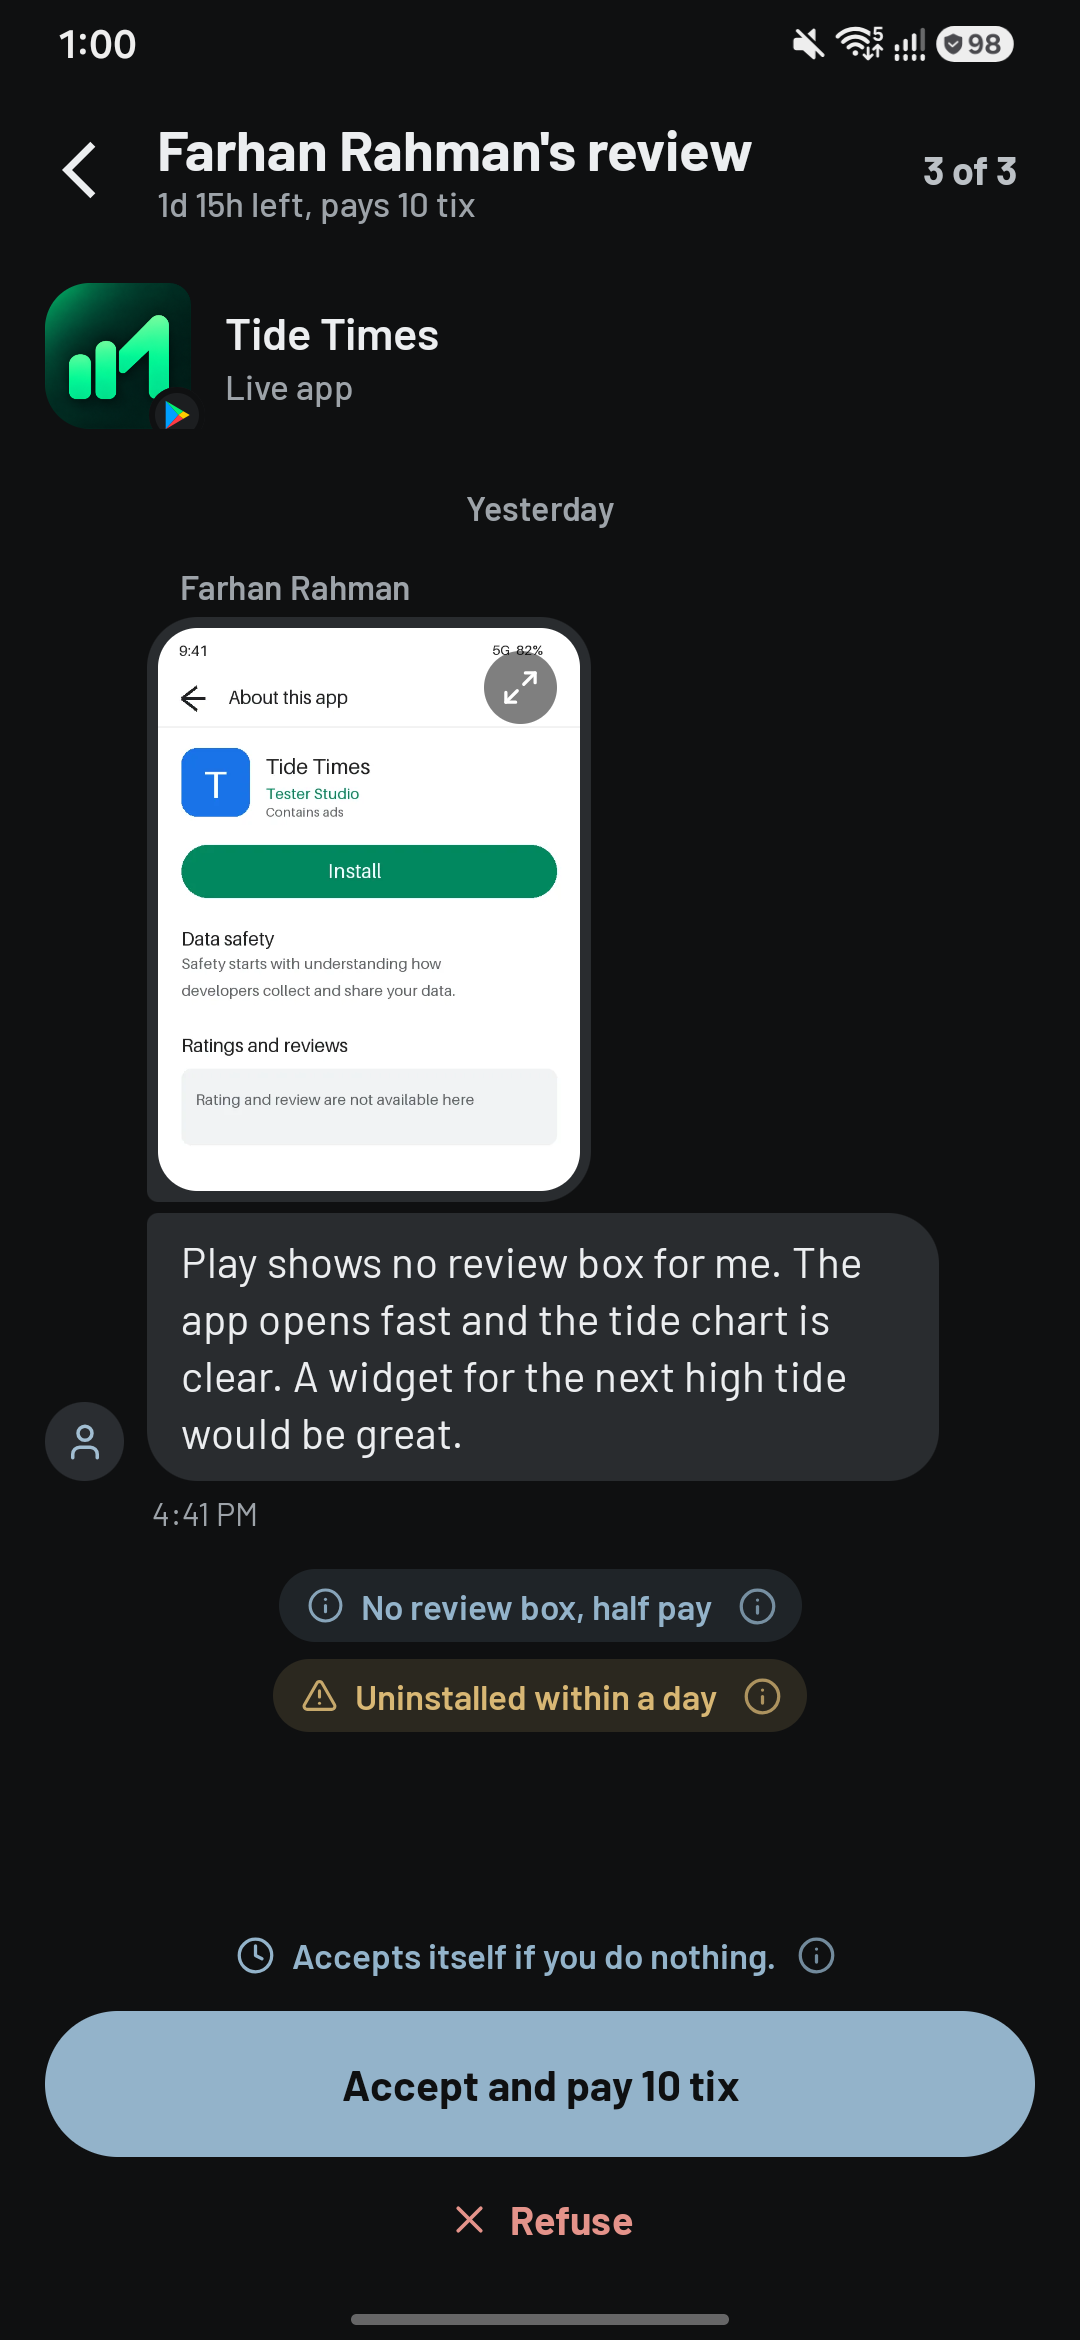 1:00
5
98
Farhan Rahman's review
1d 15h left, pays 10 tix
3 of 3
Tide Times
Live app
Yesterday
Farhan Rahman
9:41
5G 82%
About this app
T
Tide Times
Tester Studio
Contains ads
Install
Data safety
Safety starts with understanding how
developers collect and share your data.
Ratings and reviews
Rating and review are not available here
Play shows no review box for me. The
app opens fast and the tide chart is
clear. A widget for the next high tide
would be great.
4:41 PM
No review box, half pay
Uninstalled within a day
Accepts itself if you do nothing.
Accept and pay 10 tix
Refuse